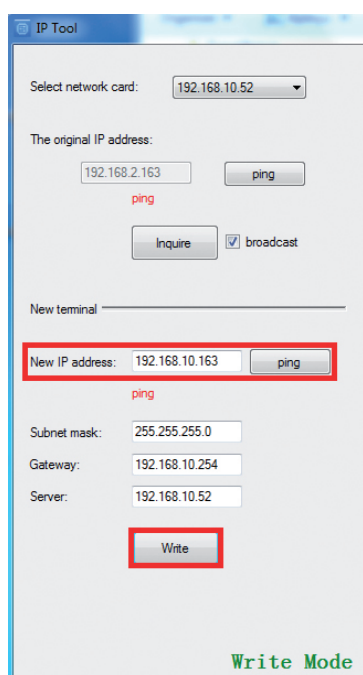 IP Tool
Select network card: 192.168.10.52
The original IP address:
192.168.2.163 ping
ping
Inquire broadcast
New terminal
New IP address: 192.168.10.163 ping
ping
Subnet mask: 255.255.255.0
Gateway: 192.168.10.254
Server: 192.168.10.52
Write
Write Mode